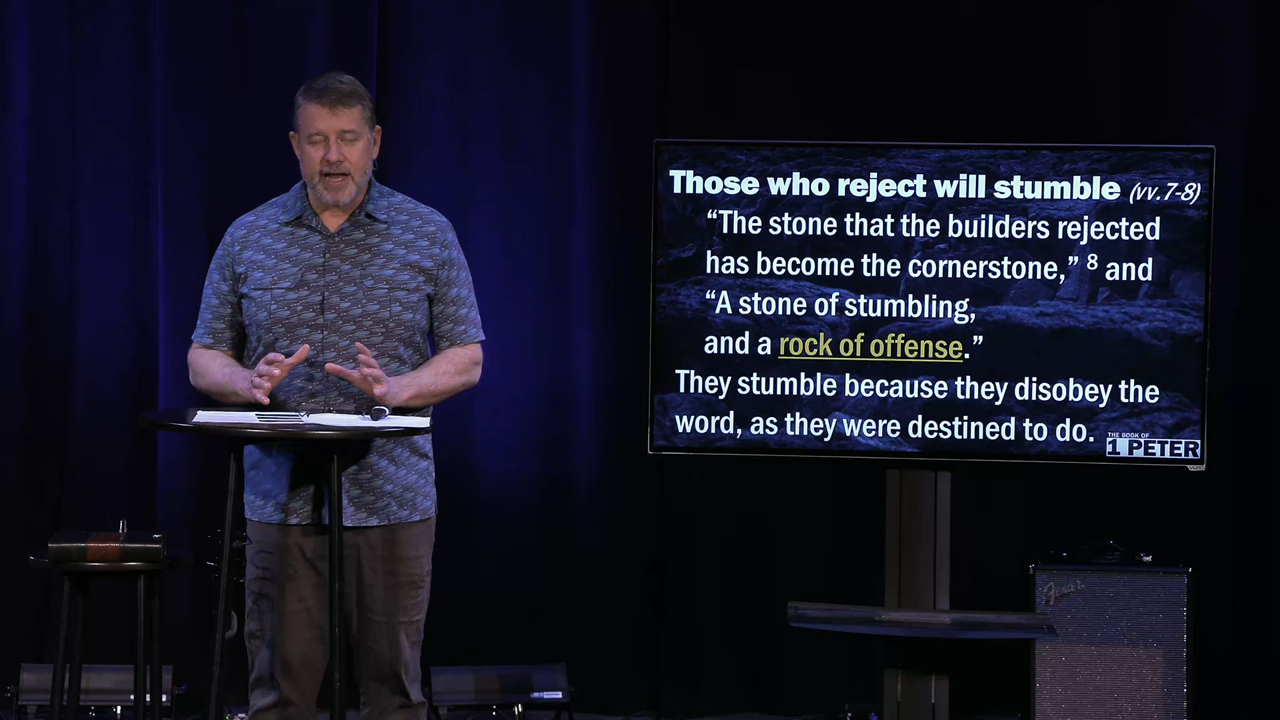 Those who reject will stumble (vv.7-8)
“The stone that the builders rejected
has become the cornerstone,” 8 and
“A stone of stumbling,
and a rock of offense.”
They stumble because they disobey the
word, as they were destined to do.
THE BOOK OF
1 PETER
Fender